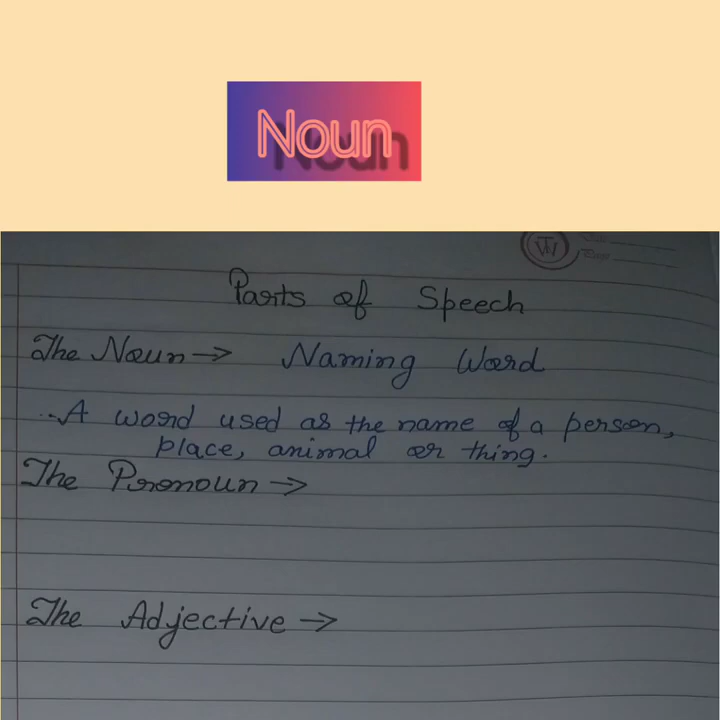 Noun
Parts of Speech
The Noun → Naming Word
A word used as the name of a person,
place, animal or thing.
The Pronoun →
The Adjective →